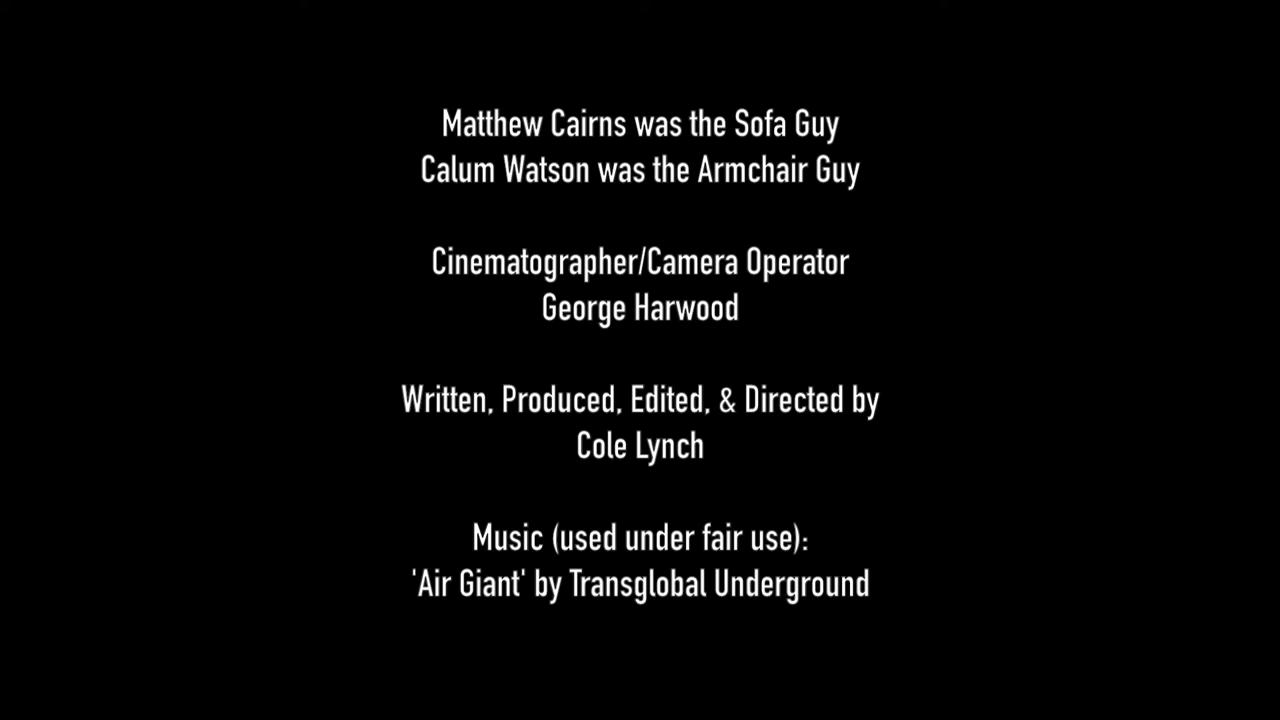 Matthew Cairns was the Sofa Guy
Calum Watson was the Armchair Guy
Cinematographer/Camera Operator
George Harwood
Written, Produced, Edited, & Directed by
Cole Lynch
Music (used under fair use):
'Air Giant' by Transglobal Underground